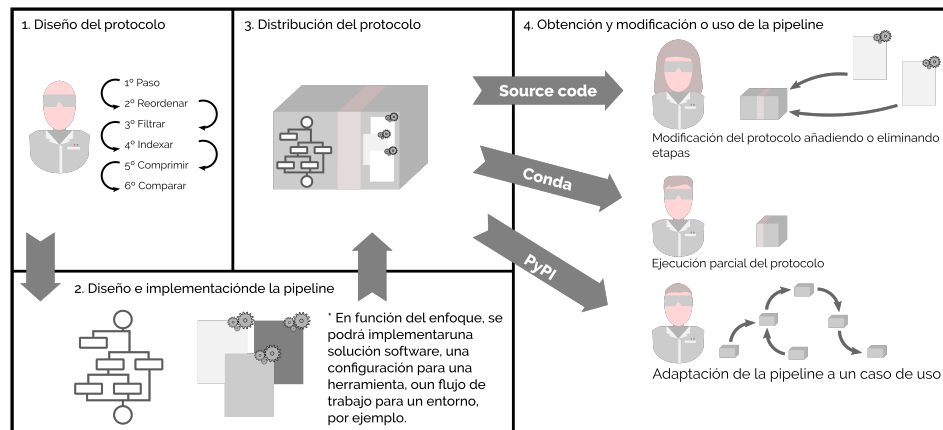 1. Diseño del protocolo
1º Paso
2º Reordenar
3º Filtrar
4º Indexar
5º Comprimir
6º Comparar
2. Diseño e implementaciónde la pipeline
* En función del enfoque, se
podrá implementaruna
solución software, una
configuración para una
herramienta, oun flujo de
trabajo para un entorno,
por ejemplo.
3. Distribución del protocolo
Source code
Conda
PyPI
4. Obtención y modificación o uso de la pipeline
Modificación del protocolo añadiendo o eliminando
etapas
Ejecución parcial del protocolo
Adaptación de la pipeline a un caso de uso